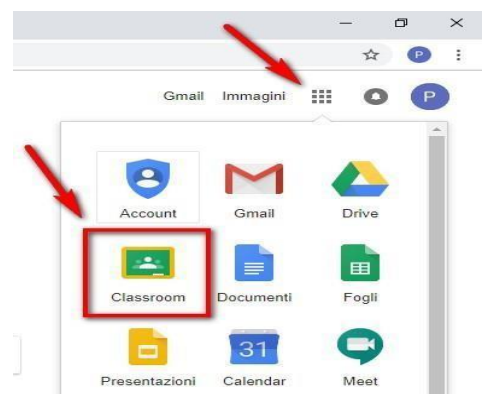 P
Gmail Immagini P
Account Gmail Drive
Classroom Documenti Fogli
31
Presentazioni Calendar Meet